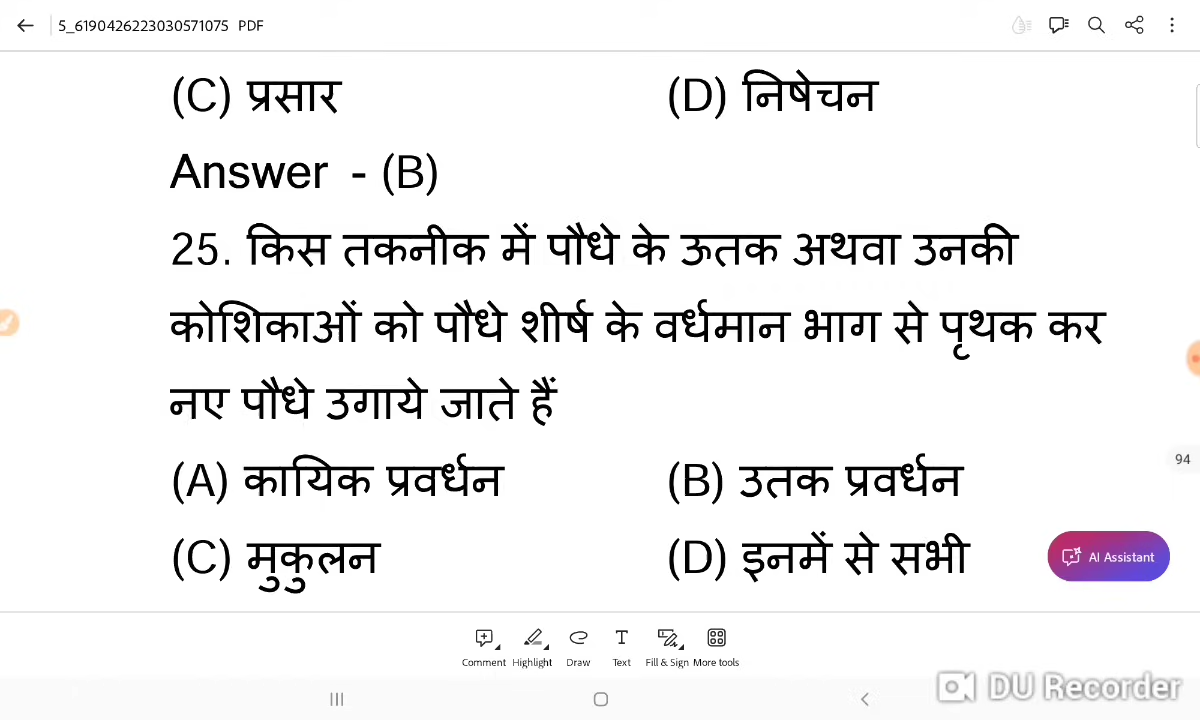 5_6190426223030571075 PDF
(C) प्रसार (D) निषेचन
Answer - (B)
25. किस तकनीक में पौधे के ऊतक अथवा उनकी
कोशिकाओं को पौधे शीर्ष के वर्धमान भाग से पृथक कर
नए पौधे उगाये जाते हैं
94
(A) कायिक प्रवर्धन (B) उतक प्रवर्धन
(C) मुकुलन (D) इनमें से सभी
AI Assistant
Comment Highlight Draw Text Fill & Sign More tools
DU Recorder